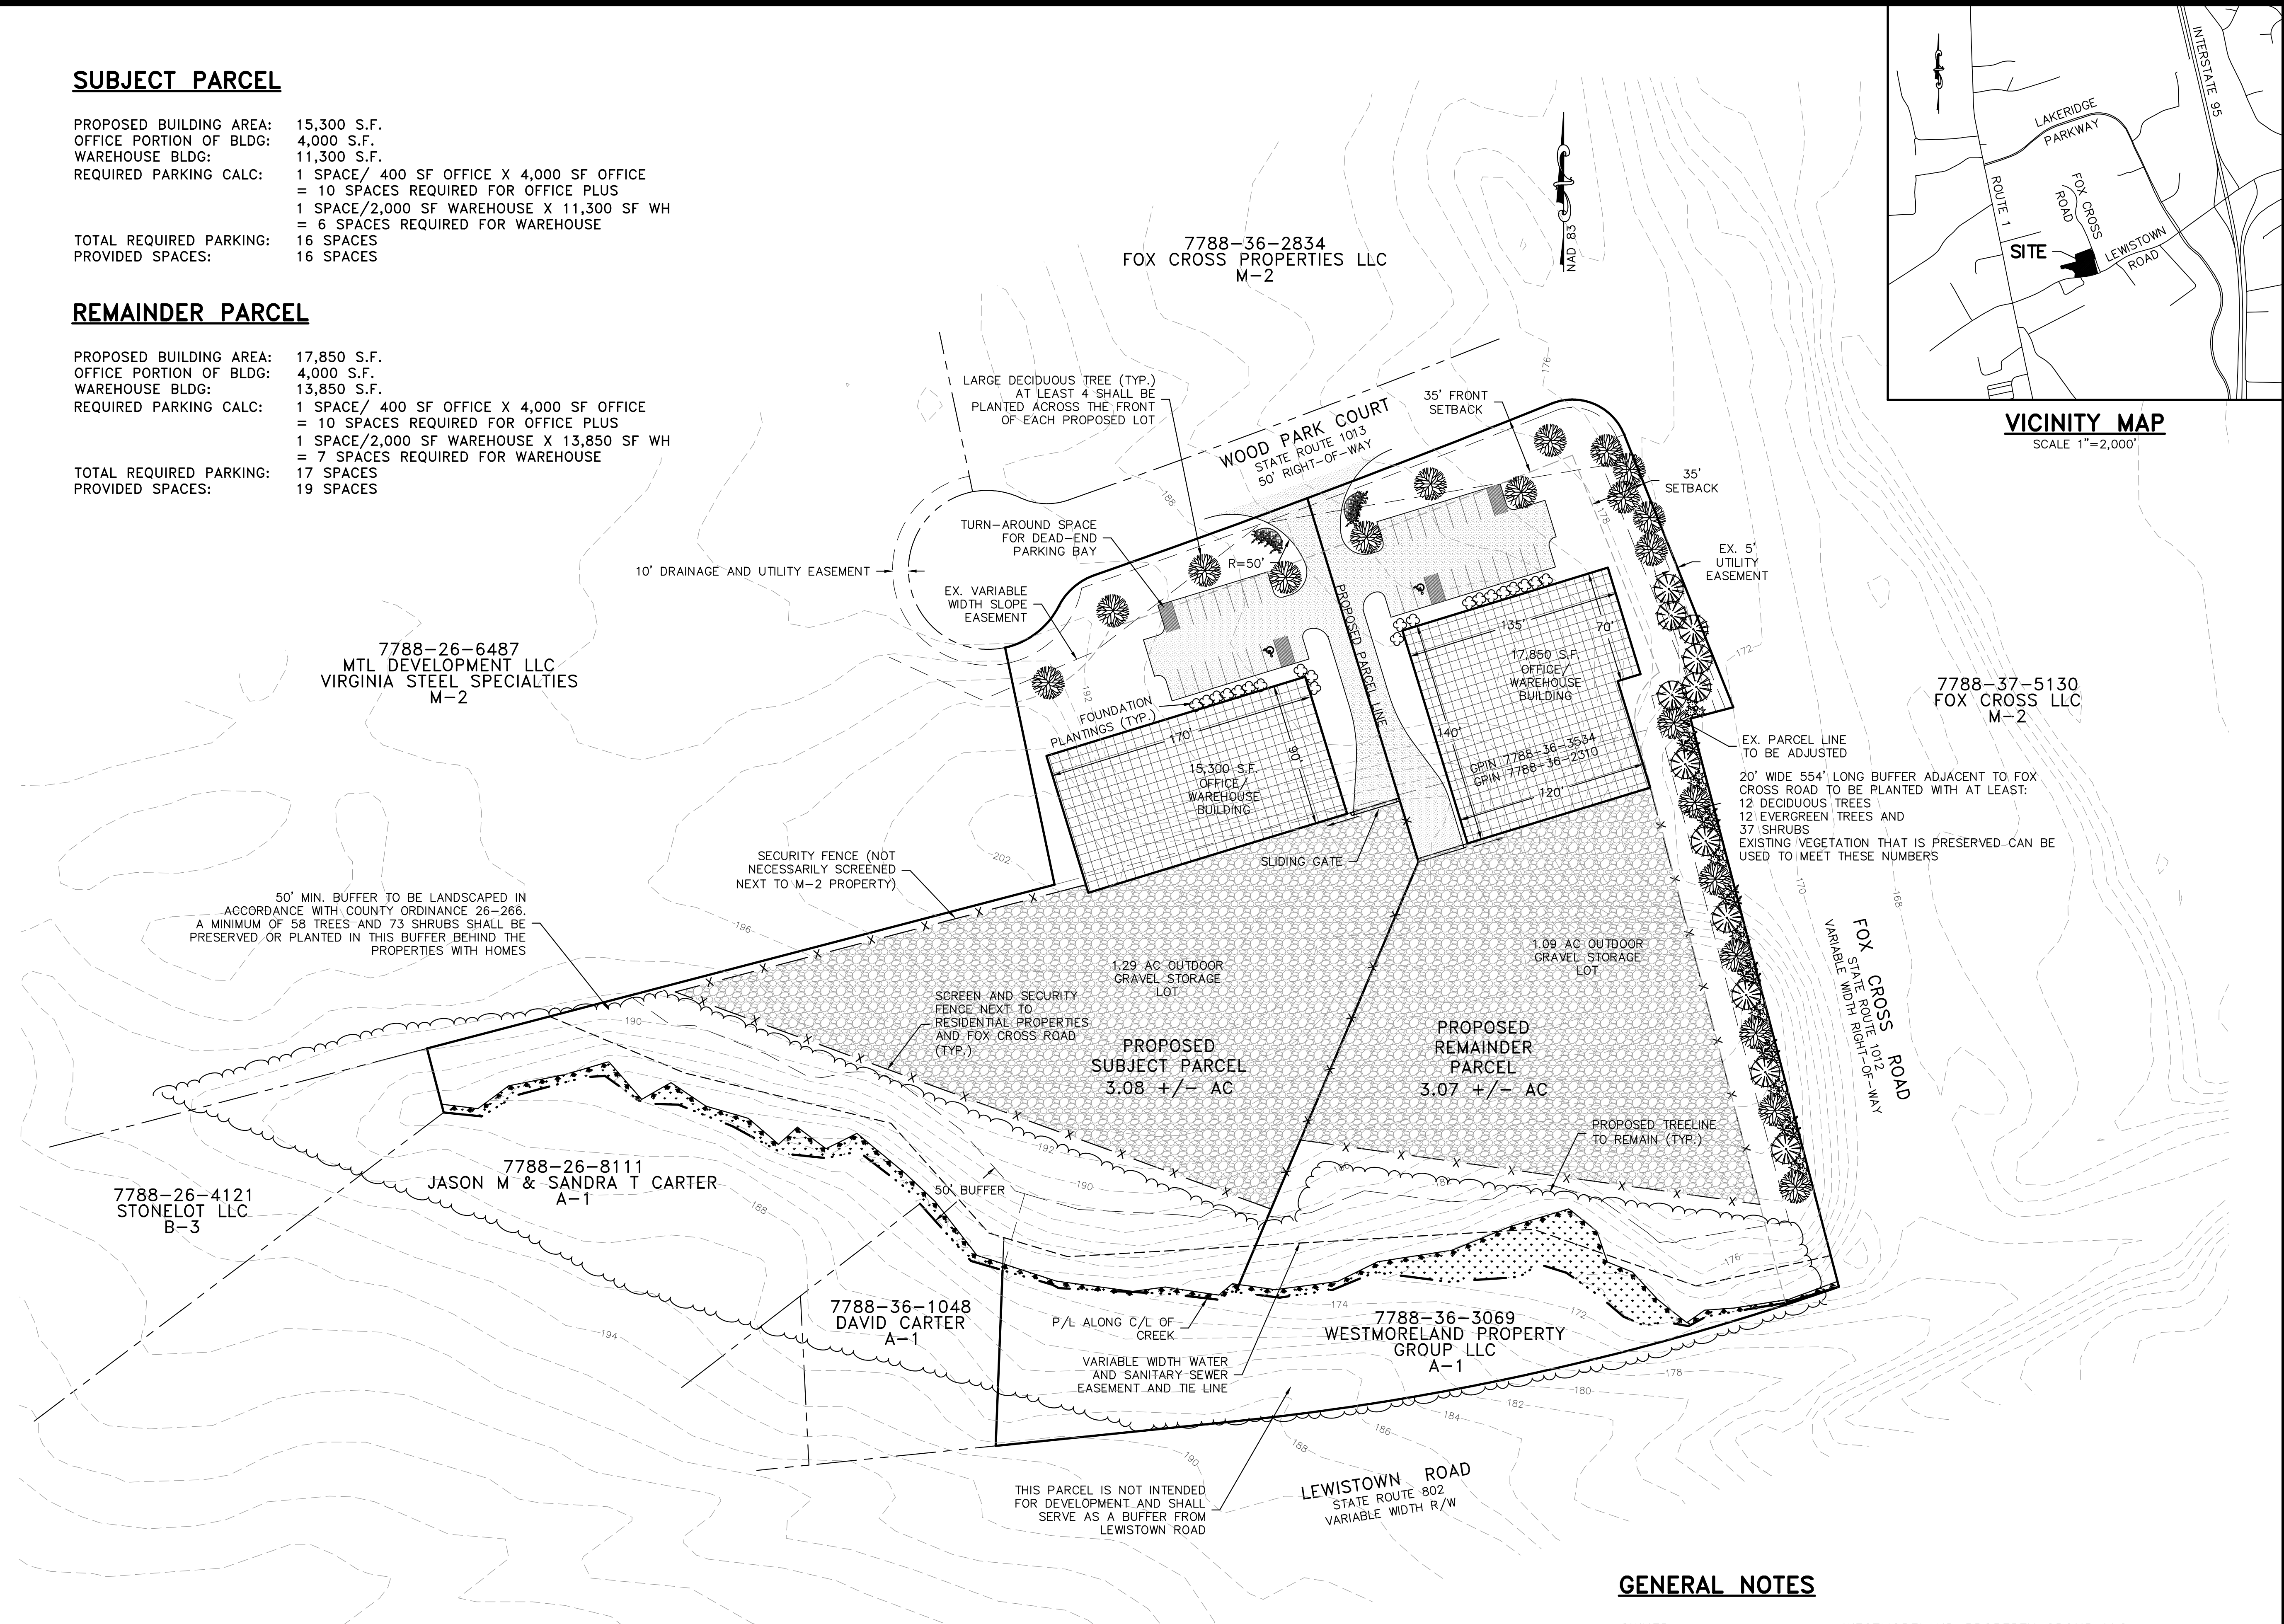 SUBJECT PARCEL
PROPOSED BUILDING AREA: 15,300 S.F.
OFFICE PORTION OF BLDG: 4,000 S.F.
WAREHOUSE BLDG: 11,300 S.F.
REQUIRED PARKING CALC: 1 SPACE/ 400 SF OFFICE X 4,000 SF OFFICE
= 10 SPACES REQUIRED FOR OFFICE PLUS
1 SPACE/2,000 SF WAREHOUSE X 11,300 SF WH
= 6 SPACES REQUIRED FOR WAREHOUSE
TOTAL REQUIRED PARKING: 16 SPACES
PROVIDED SPACES: 16 SPACES
REMAINDER PARCEL
PROPOSED BUILDING AREA: 17,850 S.F.
OFFICE PORTION OF BLDG: 4,000 S.F.
WAREHOUSE BLDG: 13,850 S.F.
REQUIRED PARKING CALC: 1 SPACE/ 400 SF OFFICE X 4,000 SF OFFICE
= 10 SPACES REQUIRED FOR OFFICE PLUS
1 SPACE/2,000 SF WAREHOUSE X 13,850 SF WH
= 7 SPACES REQUIRED FOR WAREHOUSE
TOTAL REQUIRED PARKING: 17 SPACES
PROVIDED SPACES: 19 SPACES
7788-36-2834
FOX CROSS PROPERTIES LLC
M-2
NAD 83
INTERSTATE 95
LAKERIDGE
PARKWAY
ROUTE 1
FOX CROSS
ROAD
SITE
LEWISTOWN
ROAD
VICINITY MAP
SCALE 1"=2,000'
LARGE DECIDUOUS TREE (TYP.)
AT LEAST 4 SHALL BE
PLANTED ACROSS THE FRONT
OF EACH PROPOSED LOT
WOOD PARK COURT
STATE ROUTE 1013
50' RIGHT-OF-WAY
35' FRONT
SETBACK
176
35'
SETBACK
178
188
TURN-AROUND SPACE
FOR DEAD-END
PARKING BAY
R=50'
10' DRAINAGE AND UTILITY EASEMENT
EX. VARIABLE
WIDTH SLOPE
EASEMENT
EX. 5'
UTILITY
EASEMENT
PROPOSED PARCEL LINE
135'
70'
17,850 S.F.
OFFICE/
WAREHOUSE
BUILDING
140'
GPIN 7788-36-3534
GPIN 7788-36-2310
120'
172
7788-26-6487
MTL DEVELOPMENT LLC
VIRGINIA STEEL SPECIALTIES
M-2
192
FOUNDATION
PLANTINGS (TYP.)
170'
90'
15,300 S.F.
OFFICE/
WAREHOUSE
BUILDING
7788-37-5130
FOX CROSS LLC
M-2
EX. PARCEL LINE
TO BE ADJUSTED
20' WIDE 554' LONG BUFFER ADJACENT TO FOX
CROSS ROAD TO BE PLANTED WITH AT LEAST:
12 DECIDUOUS TREES
12 EVERGREEN TREES AND
37 SHRUBS
EXISTING VEGETATION THAT IS PRESERVED CAN BE
USED TO MEET THESE NUMBERS
SLIDING GATE
202
SECURITY FENCE (NOT
NECESSARILY SCREENED
NEXT TO M-2 PROPERTY)
170
168
50' MIN. BUFFER TO BE LANDSCAPED IN
ACCORDANCE WITH COUNTY ORDINANCE 26-266.
A MINIMUM OF 58 TREES AND 73 SHRUBS SHALL BE
PRESERVED OR PLANTED IN THIS BUFFER BEHIND THE
PROPERTIES WITH HOMES
196
1.29 AC OUTDOOR
GRAVEL STORAGE
LOT
1.09 AC OUTDOOR
GRAVEL STORAGE
LOT
FOX CROSS ROAD
STATE ROUTE 1012
VARIABLE WIDTH RIGHT-OF-WAY
190
SCREEN AND SECURITY
FENCE NEXT TO
RESIDENTIAL PROPERTIES
AND FOX CROSS ROAD
(TYP.)
PROPOSED
SUBJECT PARCEL
3.08 +/- AC
PROPOSED
REMAINDER
PARCEL
3.07 +/- AC
PROPOSED TREELINE
TO REMAIN (TYP.)
192
190
50' BUFFER
7788-26-8111
JASON M & SANDRA T CARTER
A-1
7788-26-4121
STONELOT LLC
B-3
188
176
174
172
7788-36-1048
DAVID CARTER
A-1
P/L ALONG C/L OF
CREEK
7788-36-3069
WESTMORELAND PROPERTY
GROUP LLC
A-1
194
VARIABLE WIDTH WATER
AND SANITARY SEWER
EASEMENT AND TIE LINE
178
180
182
184
186
188
190
THIS PARCEL IS NOT INTENDED
FOR DEVELOPMENT AND SHALL
SERVE AS A BUFFER FROM
LEWISTOWN ROAD
LEWISTOWN ROAD
STATE ROUTE 802
VARIABLE WIDTH R/W
GENERAL NOTES